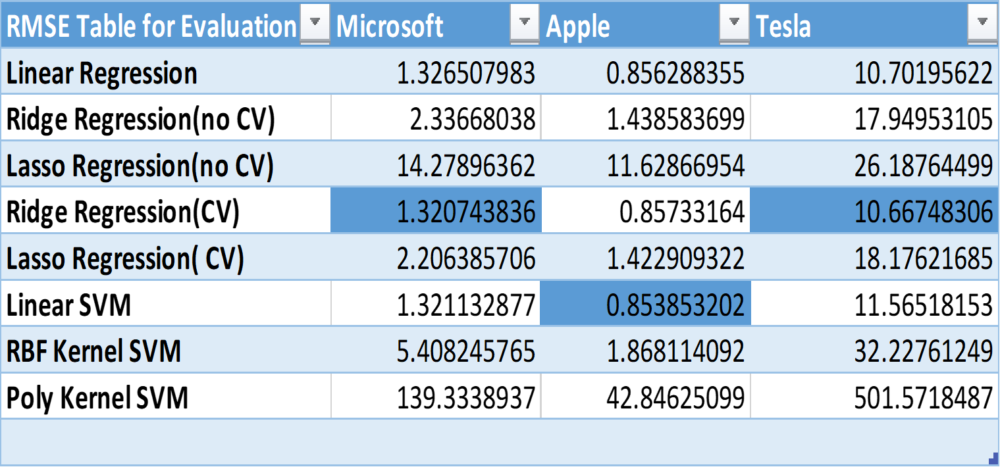 RMSE Table for Evaluation Microsoft Apple Tesla
Linear Regression 1.326507983 0.856288355 10.70195622
Ridge Regression(no CV) 2.33668038 1.438583699 17.94953105
Lasso Regression(no CV) 14.27896362 11.62866954 26.18764499
Ridge Regression(CV) 1.320743836 0.85733164 10.66748306
Lasso Regression( CV) 2.206385706 1.422909322 18.17621685
Linear SVM 1.321132877 0.853853202 11.56518153
RBF Kernel SVM 5.408245765 1.868114092 32.22761249
Poly Kernel SVM 139.3338937 42.84625099 501.5718487